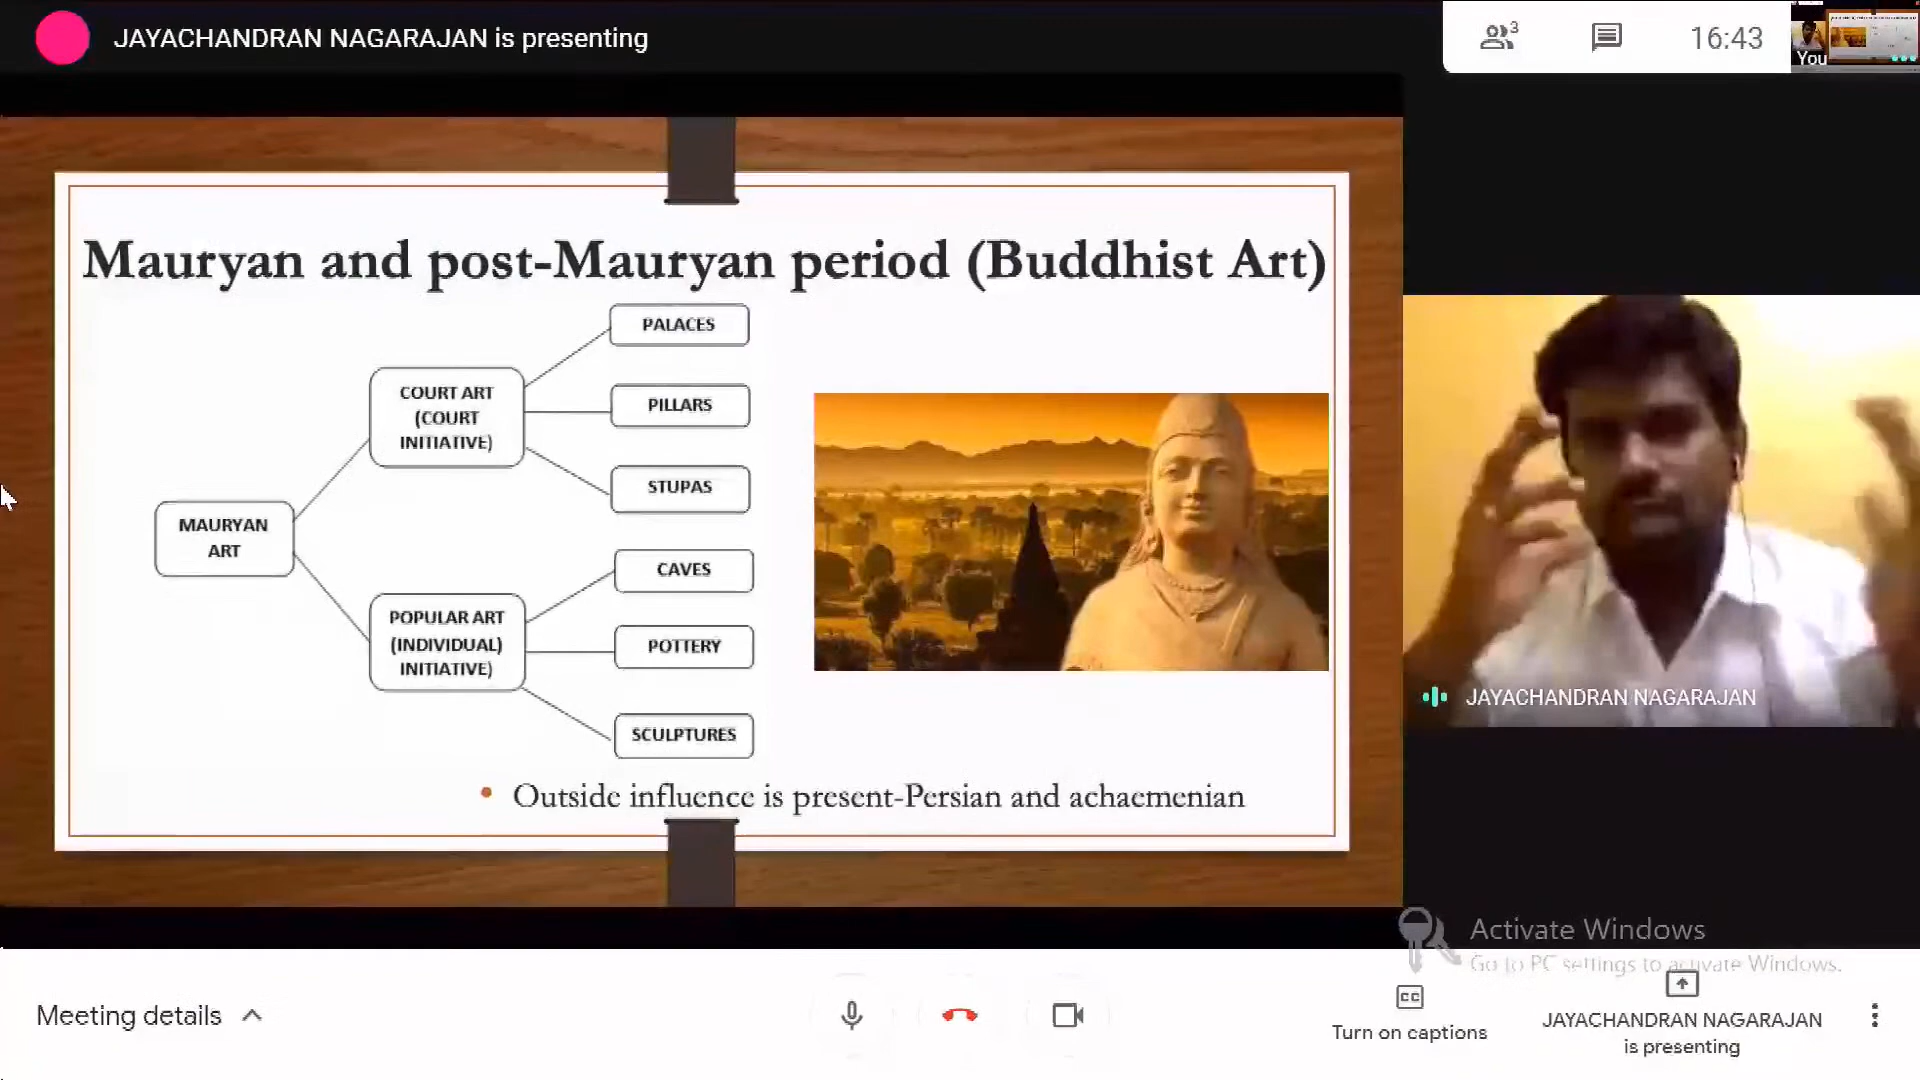 JAYACHANDRAN NAGARAJAN is presenting
3
16:43
You
Mauryan and post-Mauryan period (Buddhist Art)
PALACES
COURT ART
(COURT
INITIATIVE)
PILLARS
STUPAS
MAURYAN
ART
CAVES
POPULAR ART
(INDIVIDUAL)
INITIATIVE)
POTTERY
SCULPTURES
• Outside influence is present-Persian and achaemenian
JAYACHANDRAN NAGARAJAN
Activate Windows
Go to PC settings to activate Windows.
Meeting details
CC
Turn on captions
JAYACHANDRAN NAGARAJAN
is presenting